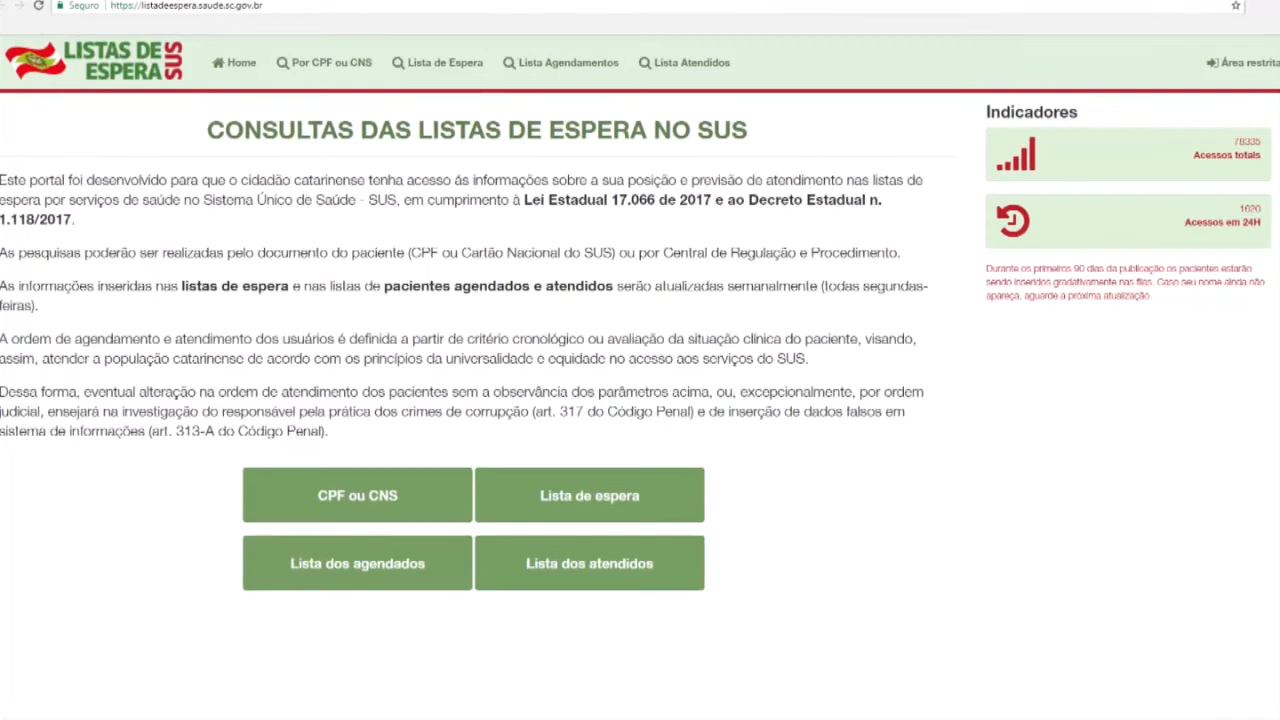 Seguro
https://listadeespera.saude.sc.gov.br
LISTAS DE
ESPERA
SUS
Home
Por CPF ou CNS
Lista de Espera
Lista Agendamentos
Lista Atendidos
Área restrita
CONSULTAS DAS LISTAS DE ESPERA NO SUS
Este portal foi desenvolvido para que o cidadão catarinense tenha acesso ás informações sobre a sua posição e previsão de atendimento nas listas de
espera por serviços de saúde no Sistema Único de Saúde - SUS, em cumprimento à Lei Estadual 17.066 de 2017 e ao Decreto Estadual n.
1.118/2017.
As pesquisas poderão ser realizadas pelo documento do paciente (CPF ou Cartão Nacional do SUS) ou por Central de Regulação e Procedimento.
As informações inseridas nas listas de espera e nas listas de pacientes agendados e atendidos serão atualizadas semanalmente (todas segundas-
feiras).
A ordem de agendamento e atendimento dos usuários é definida a partir de critério cronológico ou avaliação da situação clínica do paciente, visando,
assim, atender a população catarinense de acordo com os princípios da universalidade e equidade no acesso aos serviços do SUS.
Dessa forma, eventual alteração na ordem de atendimento dos pacientes sem a observância dos parâmetros acima, ou, excepcionalmente, por ordem
judicial, ensejará na investigação do responsável pela prática dos crimes de corrupção (art. 317 do Código Penal) e de inserção de dados falsos em
sistema de informações (art. 313-A do Código Penal).
CPF ou CNS
Lista de espera
Lista dos agendados
Lista dos atendidos
Indicadores
78335
Acessos totais
1620
Acessos em 24H
Durante os primeiros 90 dias da publicação os pacientes estarão
sendo inseridos gradativamente nas filas. Caso seu nome ainda não
apareça, aguarde a próxima atualização.